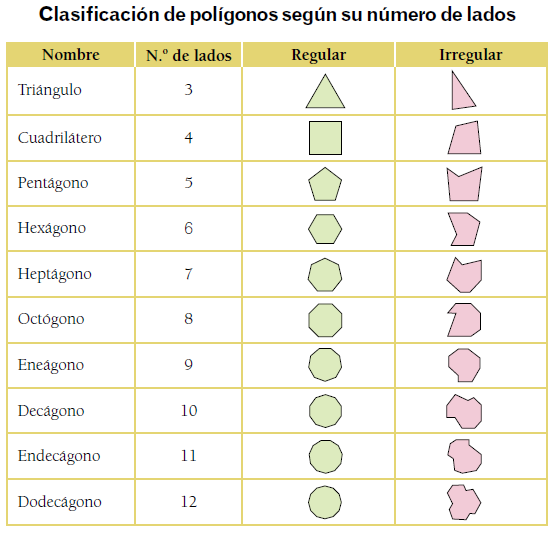 Clasificación de polígonos según su número de lados
Nombre N.º de lados Regular Irregular
Triángulo 3
Cuadrilátero 4
Pentágono 5
Hexágono 6
Heptágono 7
Octógono 8
Eneágono 9
Decágono 10
Endecágono 11
Dodecágono 12